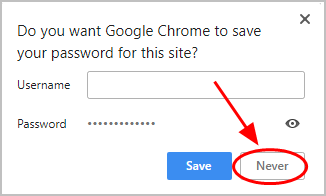 Do you want Google Chrome to save
your password for this site?
Username
Password •••••••••••••
Save Never